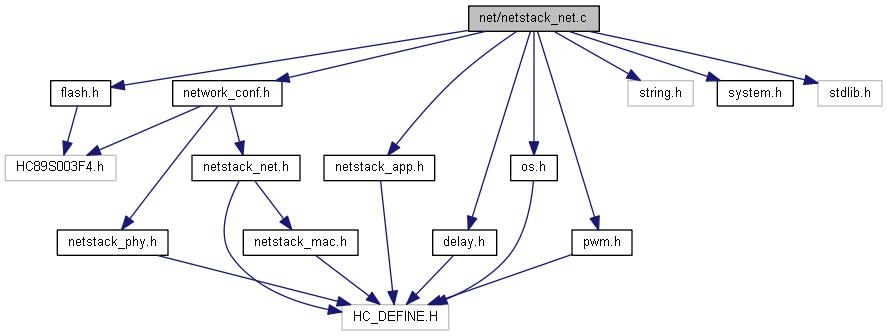 net/netstack_net.c
flash.h
network_conf.h
string.h
system.h
stdlib.h
HC89S003F4.h
netstack_net.h
netstack_app.h
os.h
netstack_phy.h
netstack_mac.h
delay.h
pwm.h
HC_DEFINE.H